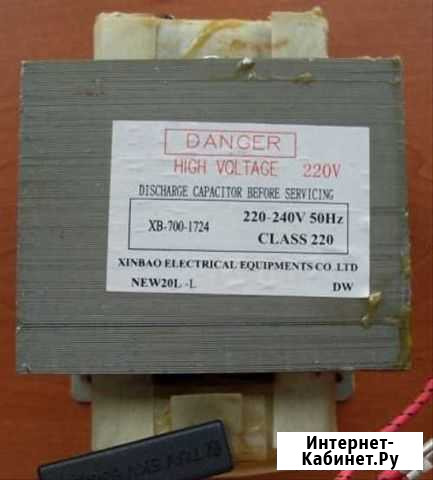 DANGER
HIGH VOLTAGE 220V
DISCHARGE CAPACITOR BEFORE SERVICING
XB-700-1724
220-240V 50Hz
CLASS 220
XINBAO ELECTRICAL EQUIPMENTS CO .LTD
NEW20L -L DW
Интернет-
Кабинет.Ру